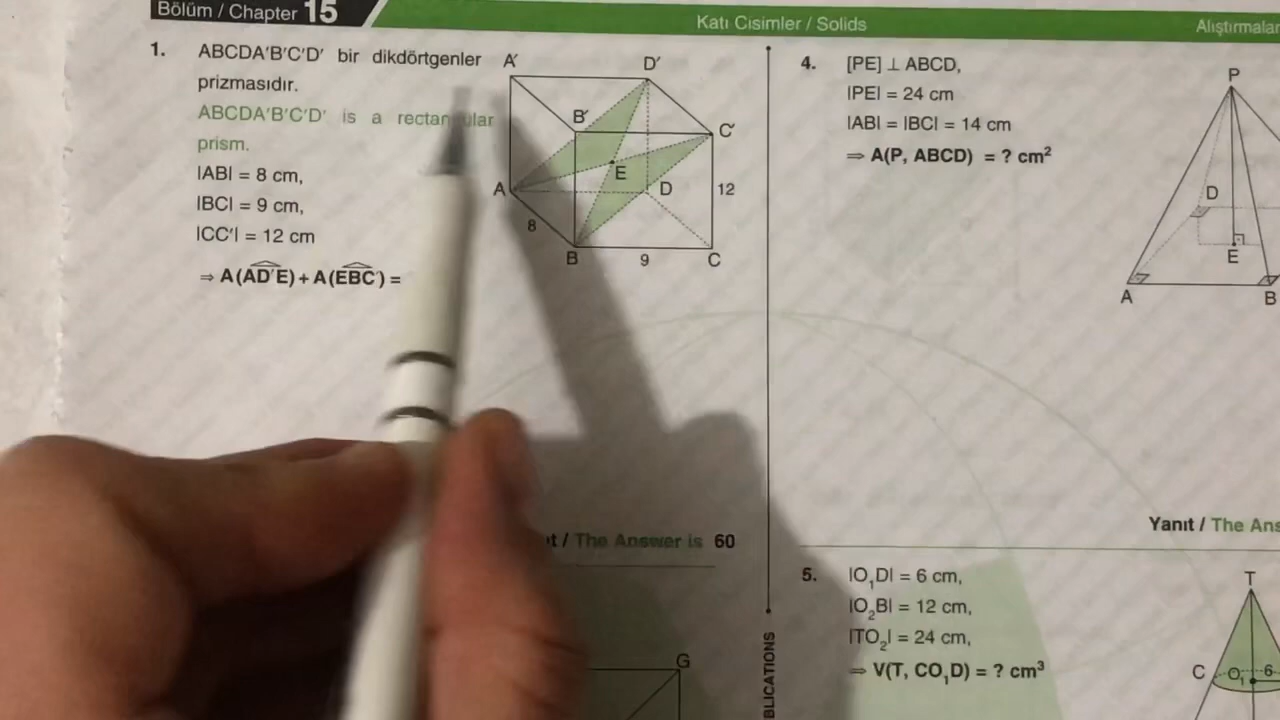 Bölüm / Chapter 15
Katı Cisimler / Solids
Alıştırmalar
1. ABCDA'B'C'D' bir dikdörtgenler
prizmasıdır.
ABCDA'B'C'D' is a rectangular
prism.
|AB| = 8 cm,
|BC| = 9 cm,
|CC'| = 12 cm
⇒ A(AD'E) + A(EBC') =
A'
D'
B'
C'
E
A
D
12
8
B
9
C
The Answer is 60
4. [PE] ⊥ ABCD,
|PE| = 24 cm
|AB| = |BC| = 14 cm
⇒ A(P, ABCD) = ? cm²
P
D
E
A
B
Yanıt / The Ans
5. |O₁D| = 6 cm,
|O₂B| = 12 cm,
|TO₂| = 24 cm,
⇒ V(T, CO₁D) = ? cm³
T
C
O₁
6
G
BLICATIONS